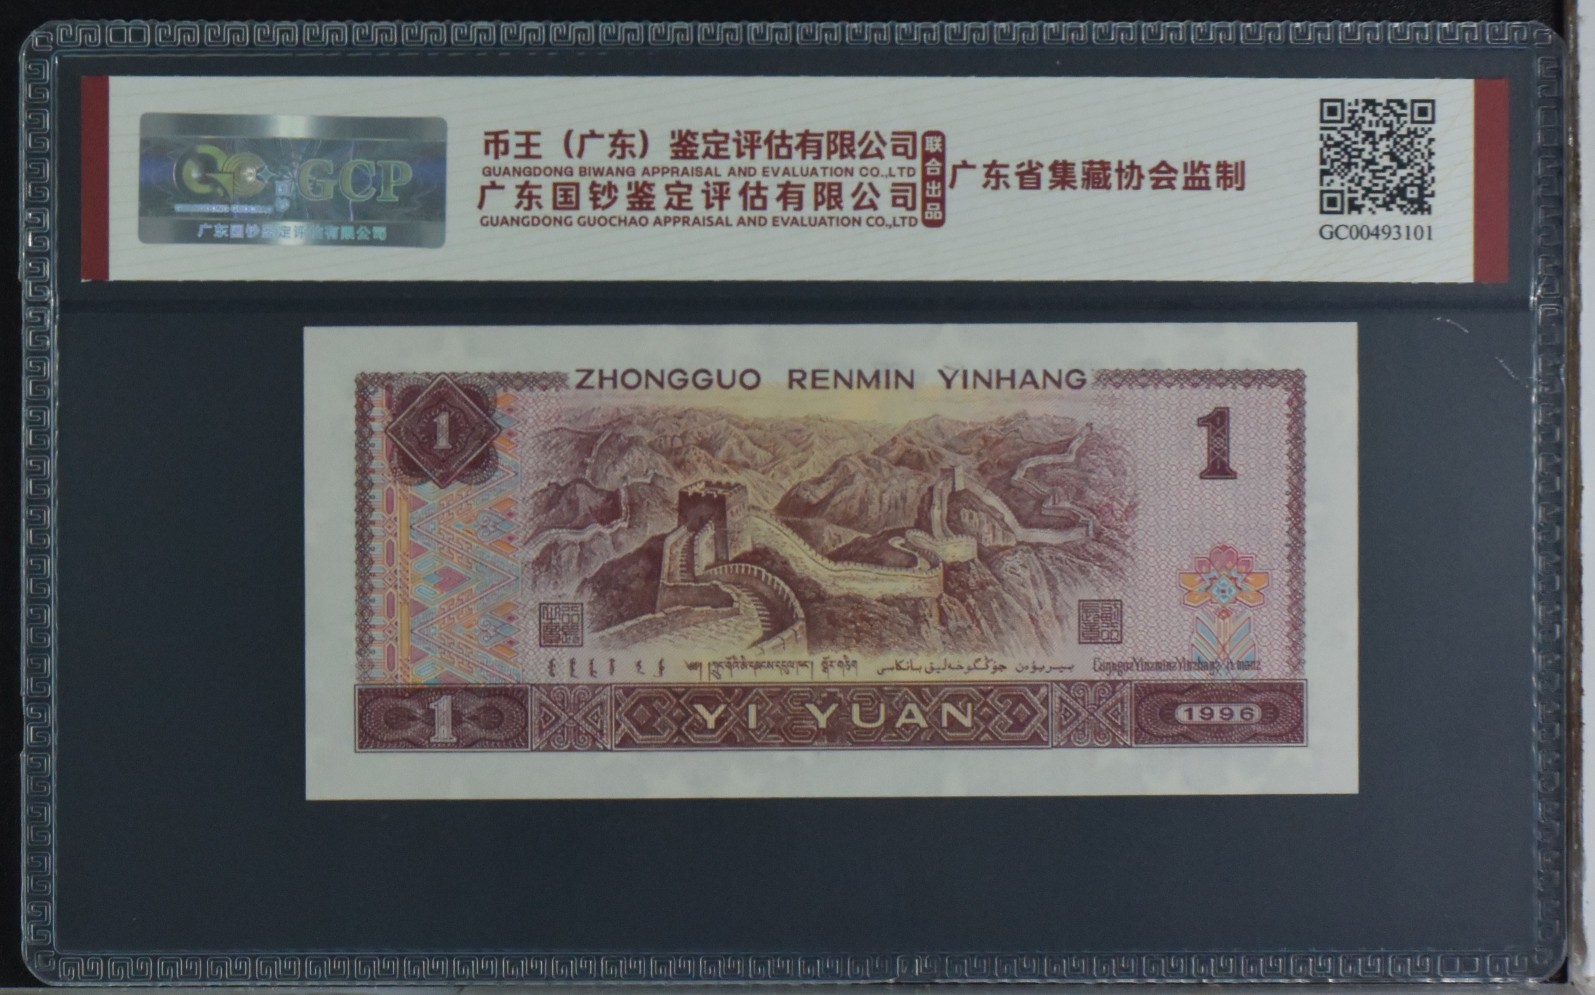 GCP
广东国钞鉴定评估有限公司
币王（广东）鉴定评估有限公司
GUANGDONG BIWANG APPRAISAL AND EVALUATION CO.,LTD
广东国钞鉴定评估有限公司
GUANGDONG GUOCHAO APPRAISAL AND EVALUATION CO.,LTD
联合出品
广东省集藏协会监制
GC00493101
ZHONGGUO RENMIN YINHANG
1
1
1
YI YUAN
1996